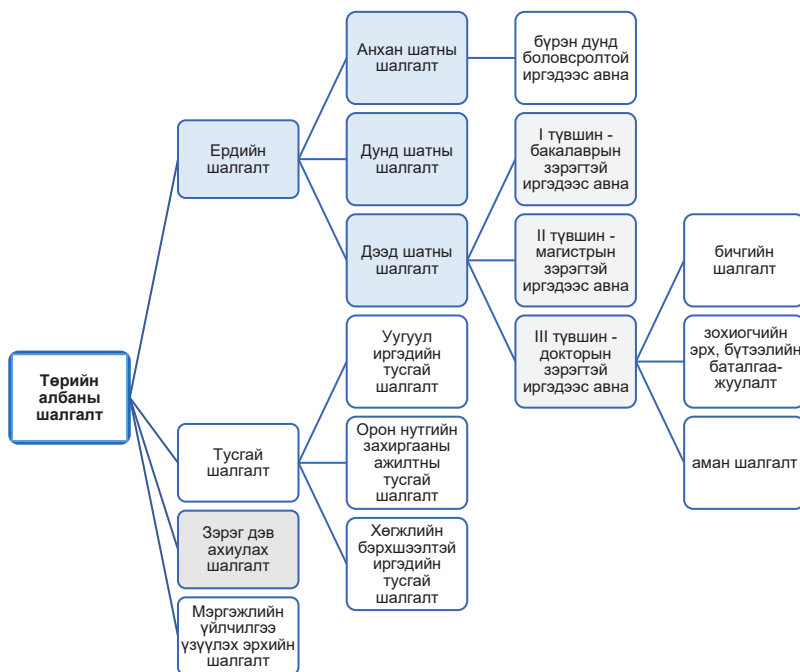 Төрийн
албаны
шалгалт
Ердийн
шалгалт
Анхан шатны
шалгалт
бүрэн дунд
боловсролтой
иргэдээс авна
Дунд шатны
шалгалт
Дээд шатны
шалгалт
I түвшин -
бакалаврын
зэрэгтэй
иргэдээс авна
II түвшин -
магистрын
зэрэгтэй
иргэдээс авна
III түвшин -
докторын
зэрэгтэй
иргэдээс авна
бичгийн
шалгалт
зохиогчийн
эрх, бүтээлийн
баталгаа-
жуулалт
аман шалгалт
Тусгай
шалгалт
Уугуул
иргэдийн
тусгай
шалгалт
Орон нутгийн
захиргааны
ажилтны
тусгай
шалгалт
Хөгжлийн
бэрхшээлтэй
иргэдийн
тусгай
шалгалт
Зэрэг дэв
ахиулах
шалгалт
Мэргэжлийн
үйлчилгээ
үзүүлэх эрхийн
шалгалт